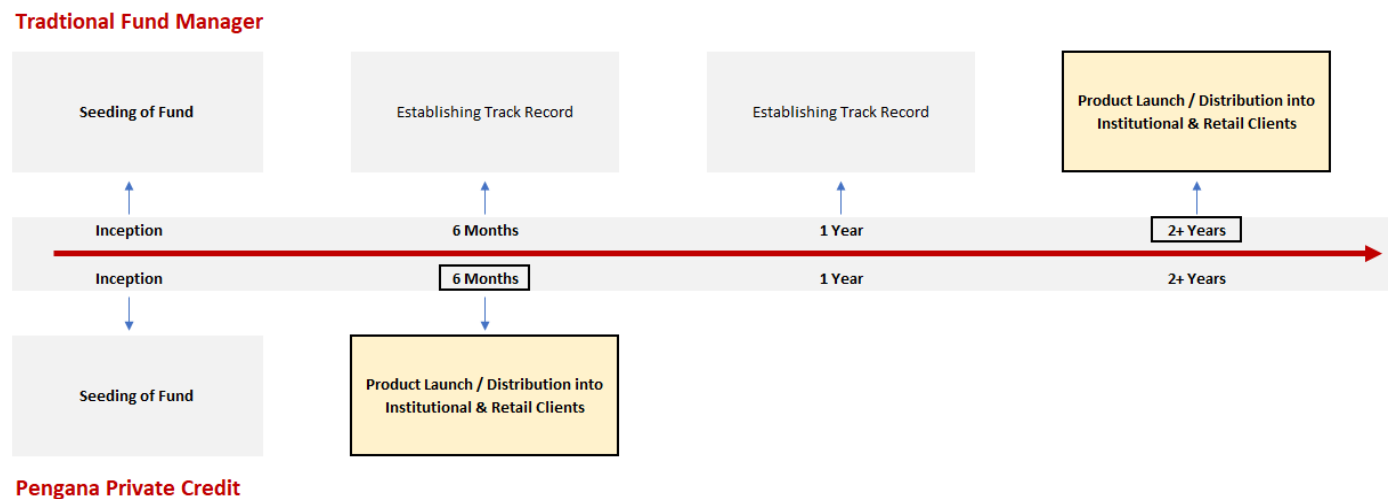 Tradtional Fund Manager
Seeding of Fund
Establishing Track Record
Establishing Track Record
Product Launch / Distribution into
Institutional & Retail Clients
Inception
6 Months
1 Year
2+ Years
Inception
6 Months
1 Year
2+ Years
Seeding of Fund
Product Launch / Distribution into
Institutional & Retail Clients
Pengana Private Credit